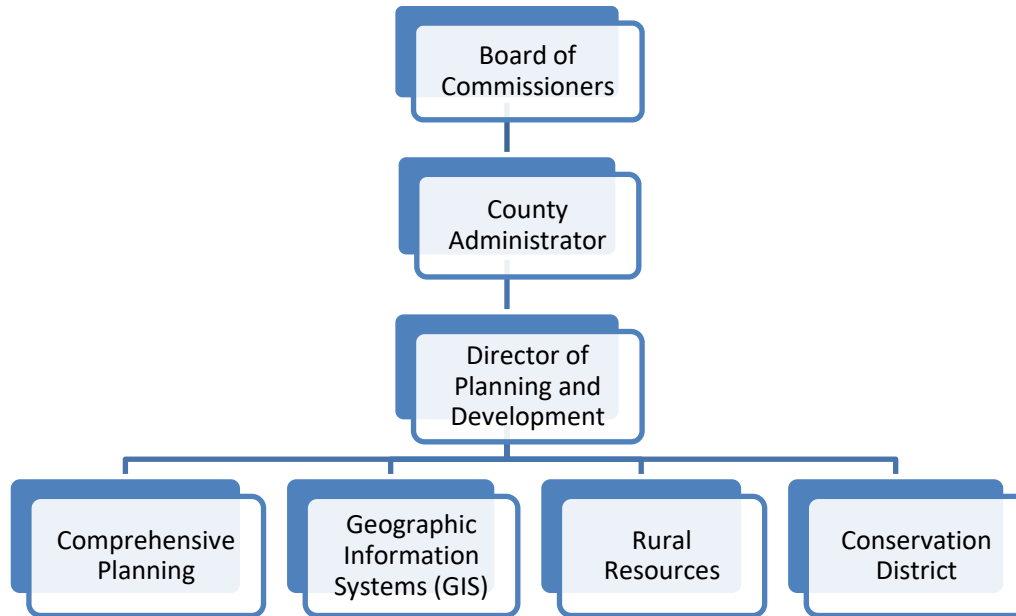 Board of
Commissioners
County
Administrator
Director of
Planning and
Development
Comprehensive
Planning
Geographic
Information
Systems (GIS)
Rural
Resources
Conservation
District